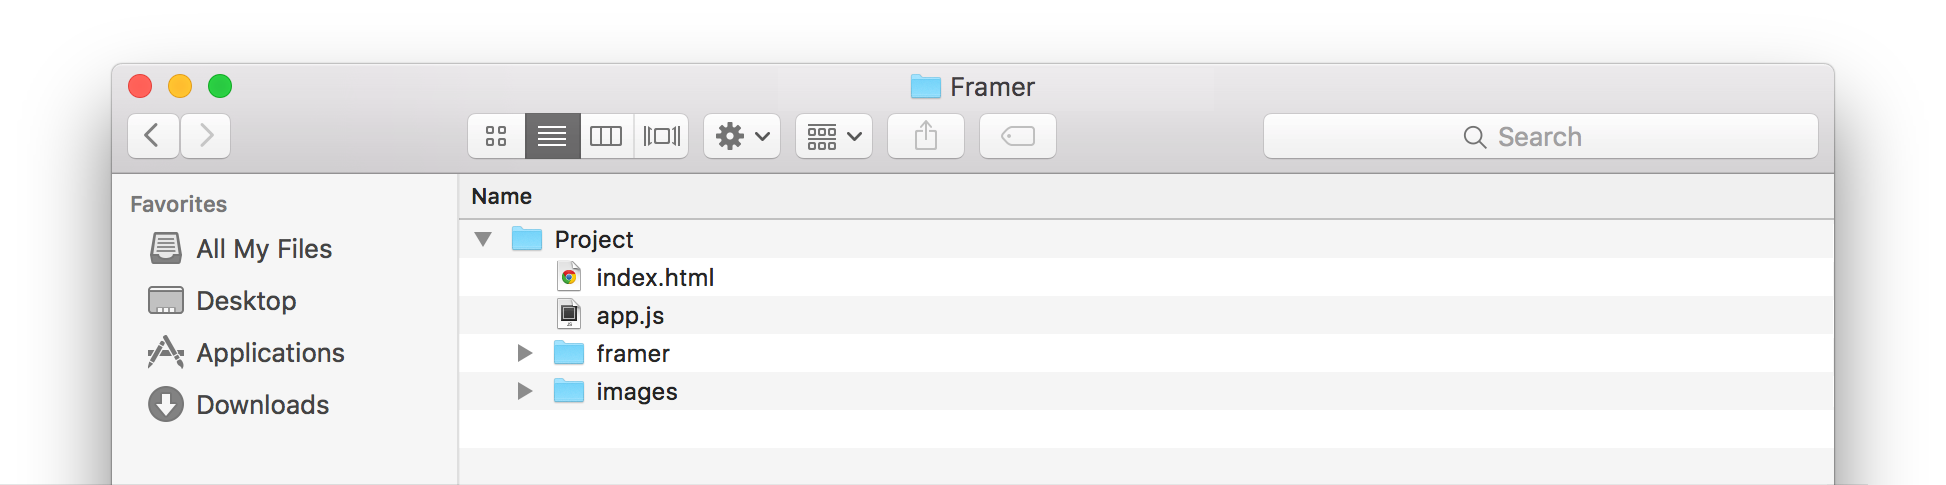 Framer
Search
Favorites
All My Files
Desktop
Applications
Downloads
Name
Project
index.html
app.js
framer
images